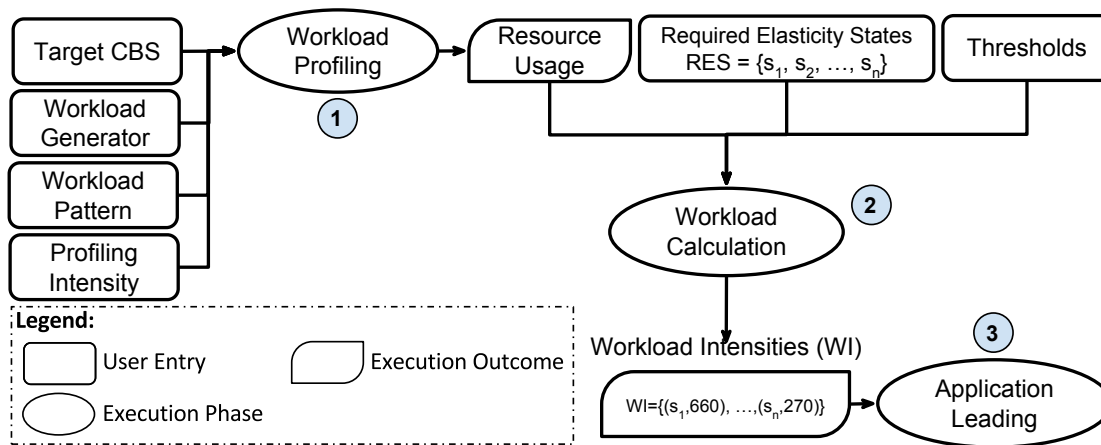 Target CBS
Workload
Profiling
Resource
Usage
Required Elasticity States
RES = {s1, s2, …, sn}
Thresholds
Workload
Generator
1
Workload
Pattern
Profiling
Intensity
Workload
Calculation
2
Legend:
User Entry
Execution Outcome
Execution Phase
Workload Intensities (WI)
WI={(s1,660), …,(sn,270)}
3
Application
Leading